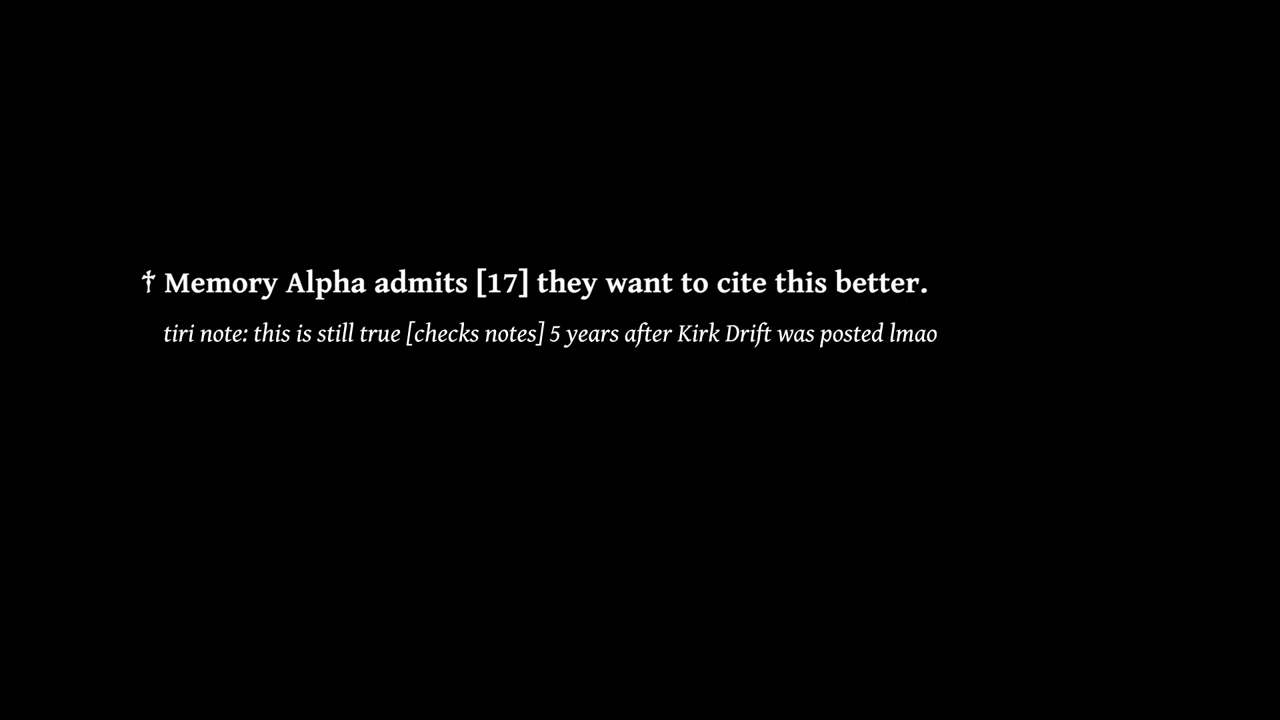 † Memory Alpha admits [17] they want to cite this better.
tiri note: this is still true [checks notes] 5 years after Kirk Drift was posted lmao